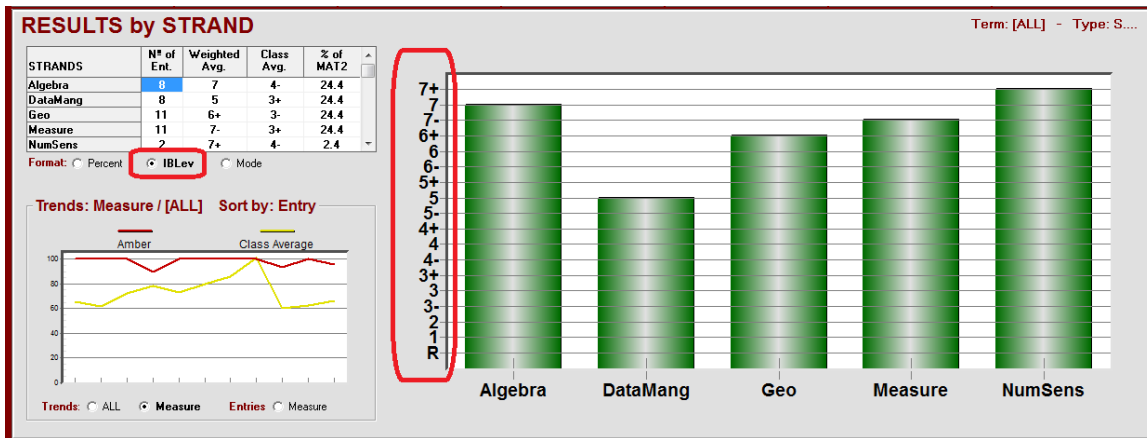 RESULTS by STRAND
Term: [ALL] - Type: S....
STRANDS Nº of Ent. Weighted Avg. Class Avg. % of MAT2
Algebra 8 7 4- 24.4
DataMang 8 5 3+ 24.4
Geo 11 6+ 3- 24.4
Measure 11 7- 3+ 24.4
NumSens 2 7+ 4- 2.4
Format: Percent IBLev Mode
Trends: Measure / [ALL] Sort by: Entry
Amber Class Average
100
80
60
40
20
0
Trends: ALL Measure Entries Measure
7+
7
7-
6+
6
6-
5+
5
5-
4+
4
4-
3+
3
3-
2
1
R
Algebra DataMang Geo Measure NumSens